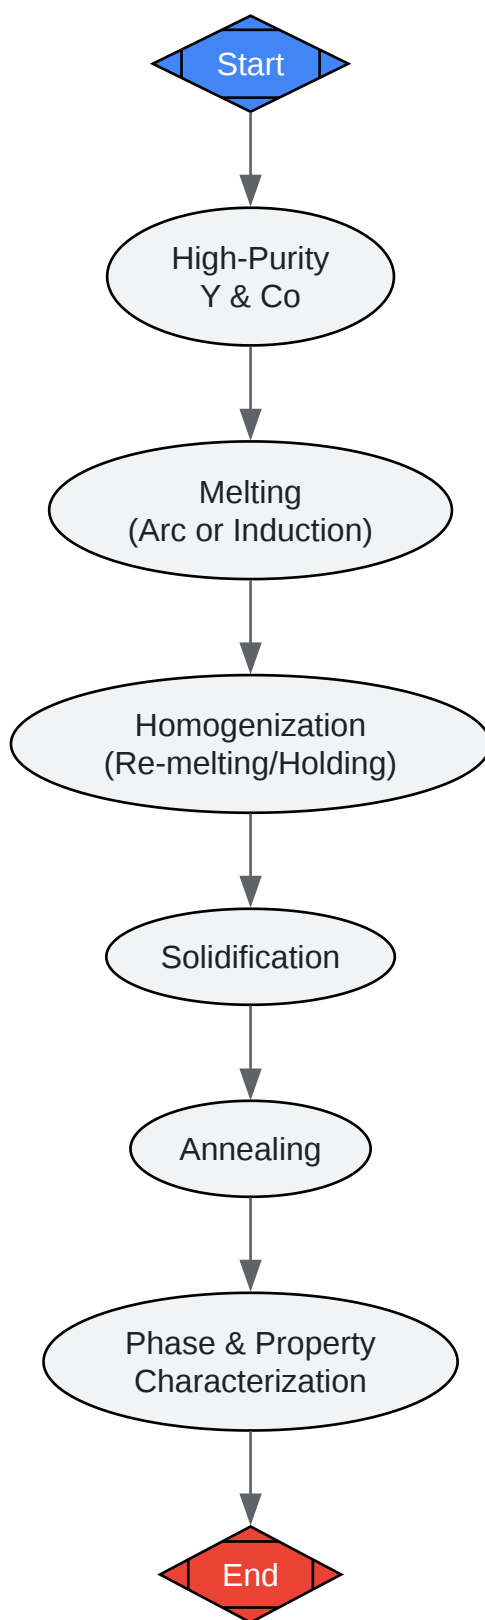 Start
High-Purity
Y & Co
Melting
(Arc or Induction)
Homogenization
(Re-melting/Holding)
Solidification
Annealing
Phase & Property
Characterization
End